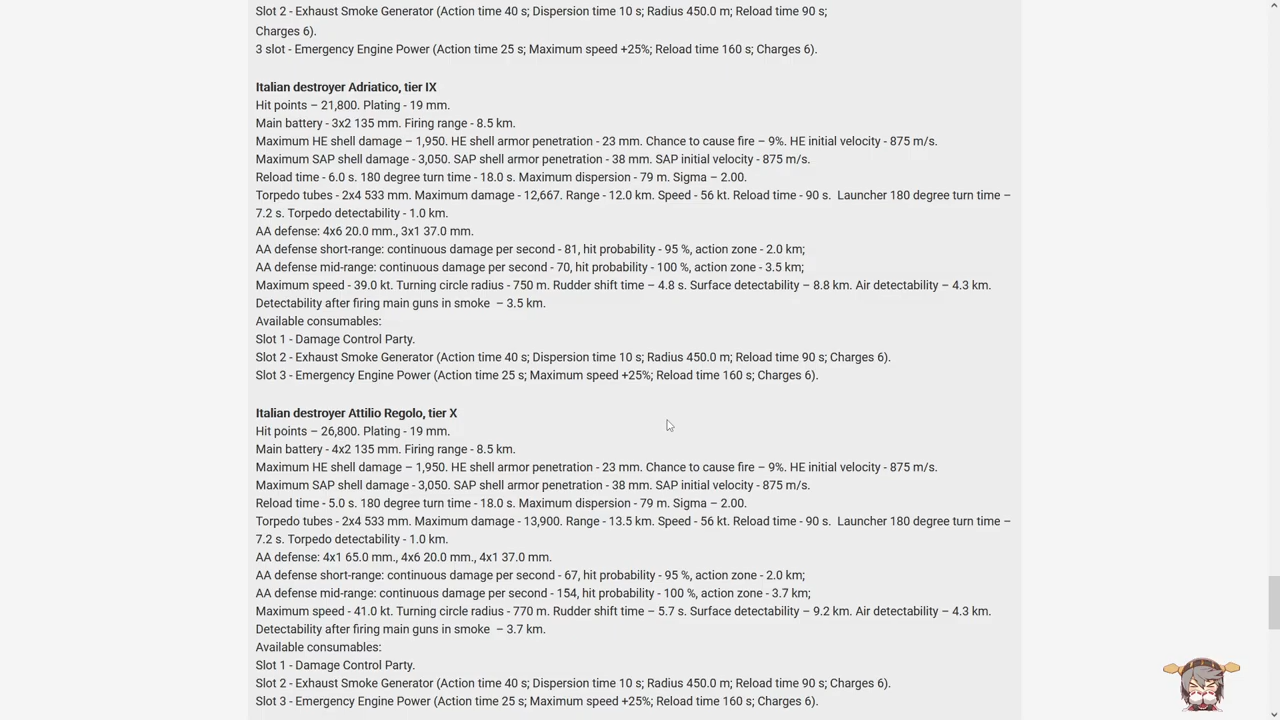 Slot 2 - Exhaust Smoke Generator (Action time 40 s; Dispersion time 10 s; Radius 450.0 m; Reload time 90 s;
Charges 6).
3 slot - Emergency Engine Power (Action time 25 s; Maximum speed +25%; Reload time 160 s; Charges 6).
Italian destroyer Adriatico, tier IX
Hit points – 21,800. Plating - 19 mm.
Main battery - 3x2 135 mm. Firing range - 8.5 km.
Maximum HE shell damage – 1,950. HE shell armor penetration - 23 mm. Chance to cause fire – 9%. HE initial velocity - 875 m/s.
Maximum SAP shell damage - 3,050. SAP shell armor penetration - 38 mm. SAP initial velocity - 875 m/s.
Reload time - 6.0 s. 180 degree turn time - 18.0 s. Maximum dispersion - 79 m. Sigma – 2.00.
Torpedo tubes - 2x4 533 mm. Maximum damage - 12,667. Range - 12.0 km. Speed - 56 kt. Reload time - 90 s.  Launcher 180 degree turn time –
7.2 s. Torpedo detectability - 1.0 km.
AA defense: 4x6 20.0 mm., 3x1 37.0 mm.
AA defense short-range: continuous damage per second - 81, hit probability - 95 %, action zone - 2.0 km;
AA defense mid-range: continuous damage per second - 70, hit probability - 100 %, action zone - 3.5 km;
Maximum speed - 39.0 kt. Turning circle radius - 750 m. Rudder shift time – 4.8 s. Surface detectability – 8.8 km. Air detectability – 4.3 km.
Detectability after firing main guns in smoke  – 3.5 km.
Available consumables:
Slot 1 - Damage Control Party.
Slot 2 - Exhaust Smoke Generator (Action time 40 s; Dispersion time 10 s; Radius 450.0 m; Reload time 90 s; Charges 6).
Slot 3 - Emergency Engine Power (Action time 25 s; Maximum speed +25%; Reload time 160 s; Charges 6).
Italian destroyer Attilio Regolo, tier X
Hit points – 26,800. Plating - 19 mm.
Main battery - 4x2 135 mm. Firing range - 8.5 km.
Maximum HE shell damage – 1,950. HE shell armor penetration - 23 mm. Chance to cause fire – 9%. HE initial velocity - 875 m/s.
Maximum SAP shell damage - 3,050. SAP shell armor penetration - 38 mm. SAP initial velocity - 875 m/s.
Reload time - 5.0 s. 180 degree turn time - 18.0 s. Maximum dispersion - 79 m. Sigma – 2.00.
Torpedo tubes - 2x4 533 mm. Maximum damage - 13,900. Range - 13.5 km. Speed - 56 kt. Reload time - 90 s.  Launcher 180 degree turn time –
7.2 s. Torpedo detectability - 1.0 km.
AA defense: 4x1 65.0 mm., 4x6 20.0 mm., 4x1 37.0 mm.
AA defense short-range: continuous damage per second - 67, hit probability - 95 %, action zone - 2.0 km;
AA defense mid-range: continuous damage per second - 154, hit probability - 100 %, action zone - 3.7 km;
Maximum speed - 41.0 kt. Turning circle radius - 770 m. Rudder shift time – 5.7 s. Surface detectability – 9.2 km. Air detectability – 4.3 km.
Detectability after firing main guns in smoke  – 3.7 km.
Available consumables:
Slot 1 - Damage Control Party.
Slot 2 - Exhaust Smoke Generator (Action time 40 s; Dispersion time 10 s; Radius 450.0 m; Reload time 90 s; Charges 6).
Slot 3 - Emergency Engine Power (Action time 25 s; Maximum speed +25%; Reload time 160 s; Charges 6).